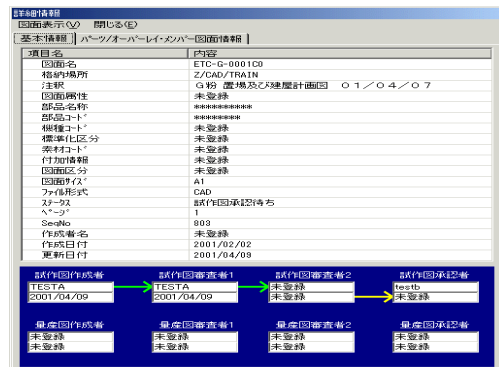 詳細情報
図面表示(V) 閉じる(E)
基本情報 パーツ/オーバーレイ・メンバー図面情報
項目名 内容
図面名 ETC-G-0001C0
格納場所 Z/CAD/TRAIN
注釈 G粉 置場及び建屋計画図 01/04/07
図面属性 未登録
部品名称 **********
部品コード ********
機種コード 未登録
標準化区分 未登録
素材コード 未登録
付加情報 未登録
図面区分 未登録
図面サイズ A1
ファイル形式 CAD
ステータス 試作図承認待ち
ページ 1
SeqNo 803
作成者名 未登録
作成日付 2001/02/02
更新日付 2001/04/09
試作図作成者 試作図審査者1 試作図審査者2 試作図承認者
TESTA TESTA 未登録 testb
2001/04/09 2001/04/09 未登録 未登録
量産図作成者 量産図審査者1 量産図審査者2 量産図承認者
未登録 未登録 未登録 未登録
未登録 未登録 未登録 未登録